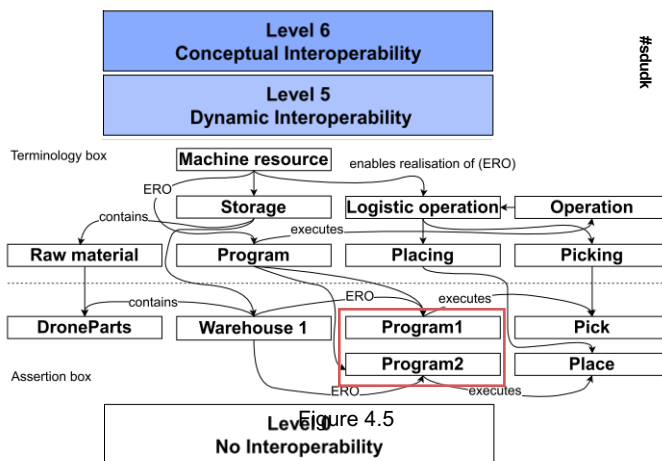 Level 6
Conceptual Interoperability
#sdudk
Level 5
Dynamic Interoperability
Terminology box
Machine resource
enables realisation of (ERO)
ERO
Storage
Logistic operation
Operation
contains
executes
Raw material
Program
Placing
Picking
contains
ERO
executes
DroneParts
Warehouse 1
Program1
Pick
Program2
Place
Assertion box
ERO
executes
Level 0
Figure 4.5
No Interoperability